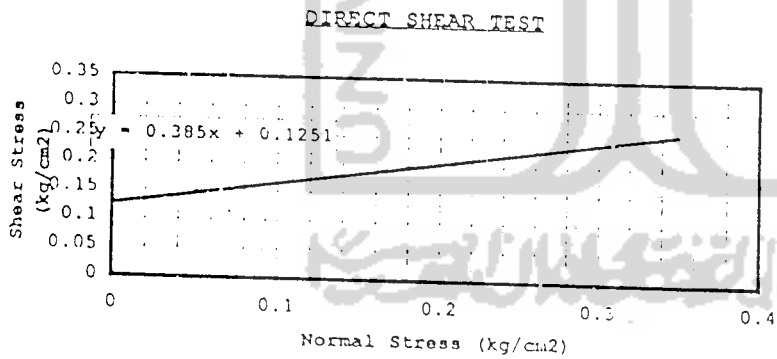 DIRECT SHEAR TEST
0.35
0.3
0.25
0.2
0.15
0.1
0.05
0
Shear Stress
(kg/cm2)
y = 0.385x + 0.1251
0
0.1
0.2
0.3
0.4
Normal Stress (kg/cm2)